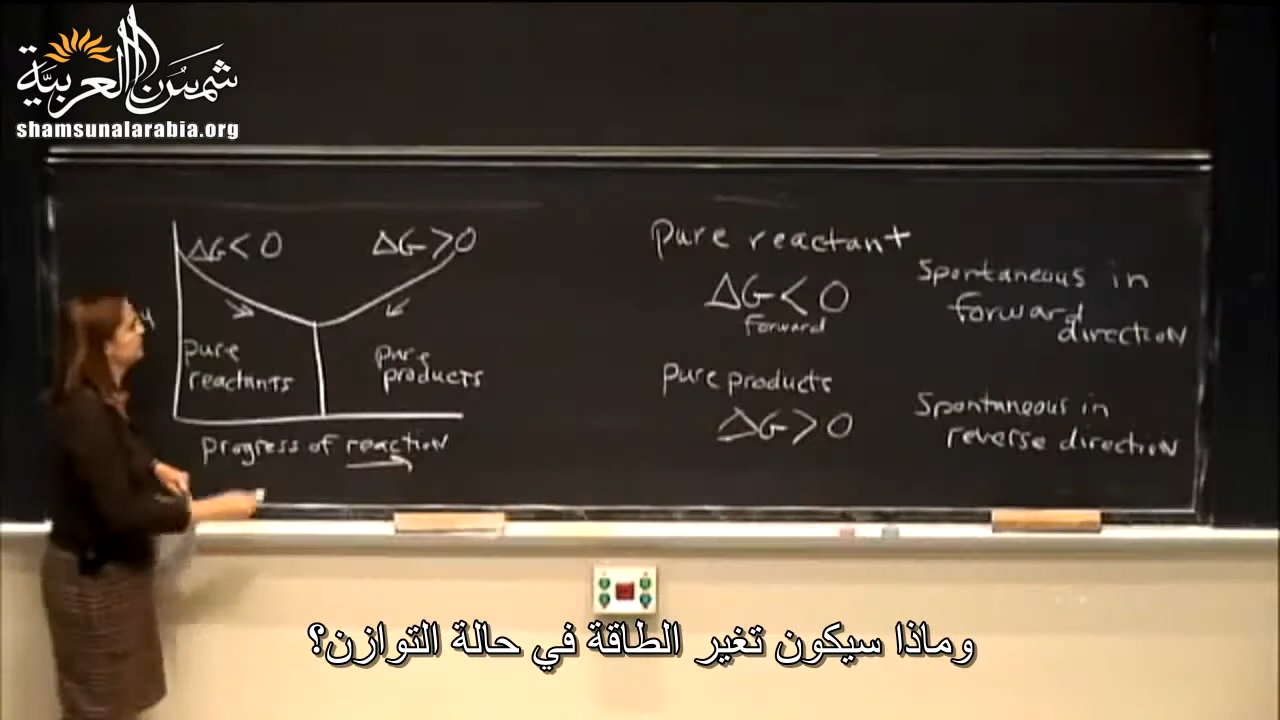 شمس العربية
shamsunalarabia.org
ΔG < 0
ΔG > 0
pure
reactants
pure
products
progress of reaction
pure reactant
ΔG < 0
forward
Spontaneous in
forward
direction
pure products
ΔG > 0
Spontaneous in
reverse direction
وماذا سيكون تغير الطاقة في حالة التوازن؟